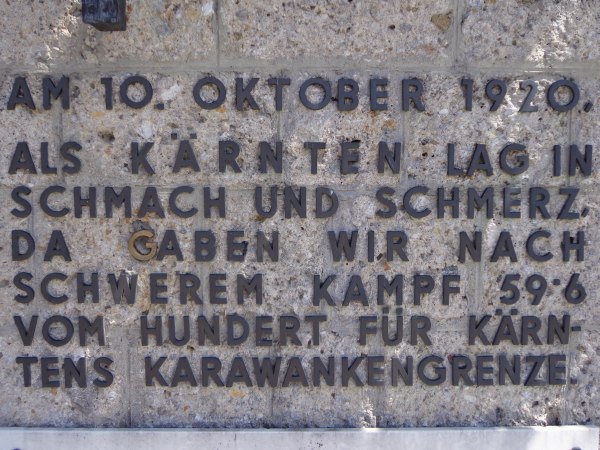 AM 10. OKTOBER 1920,
ALS KÄRNTEN LAG IN
SCHMACH UND SCHMERZ,
DA GABEN WIR NACH
SCHWEREM KAMPF 59·6
VOM HUNDERT FÜR KÄRN-
TENS KARAWANKENGRENZE.